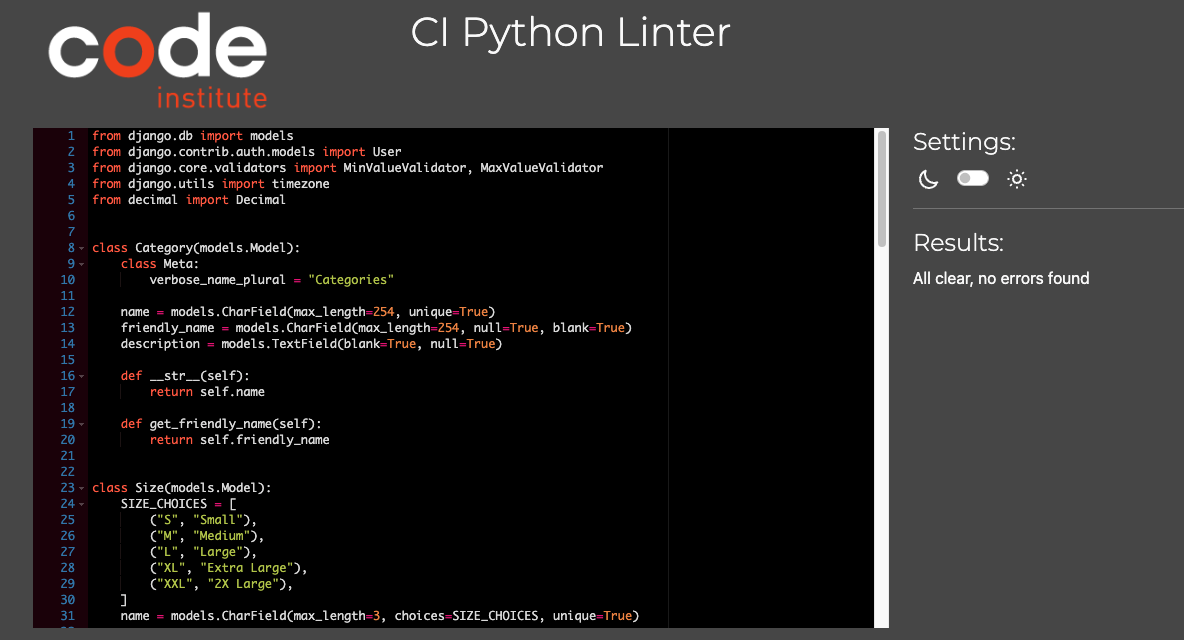 code
institute
CI Python Linter
1 from django.db import models
2 from django.contrib.auth.models import User
3 from django.core.validators import MinValueValidator, MaxValueValidator
4 from django.utils import timezone
5 from decimal import Decimal
6
7
8 class Category(models.Model):
9     class Meta:
10         verbose_name_plural = "Categories"
11
12     name = models.CharField(max_length=254, unique=True)
13     friendly_name = models.CharField(max_length=254, null=True, blank=True)
14     description = models.TextField(blank=True, null=True)
15
16     def __str__(self):
17         return self.name
18
19     def get_friendly_name(self):
20         return self.friendly_name
21
22
23 class Size(models.Model):
24     SIZE_CHOICES = [
25         ("S", "Small"),
26         ("M", "Medium"),
27         ("L", "Large"),
28         ("XL", "Extra Large"),
29         ("XXL", "2X Large"),
30     ]
31     name = models.CharField(max_length=3, choices=SIZE_CHOICES, unique=True)
Settings:
Results:
All clear, no errors found